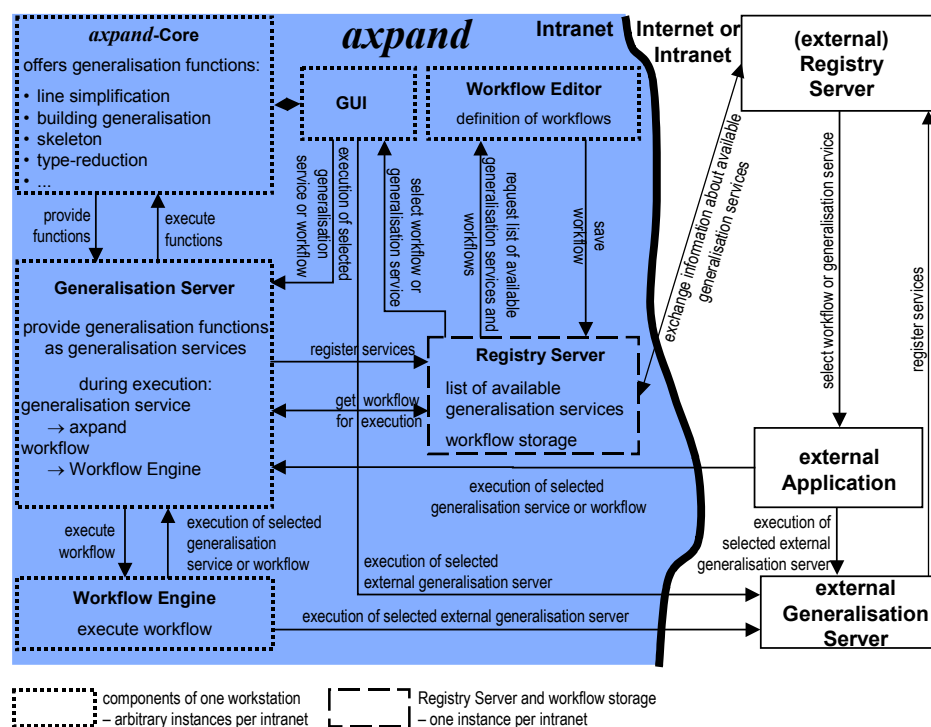 axpand-Core
offers generalisation functions:
• line simplification
• building generalisation
• skeleton
• type-reduction
• ...
axpand
Intranet
Internet or
Intranet
(external)
Registry
Server
GUI
Workflow Editor
definition of workflows
provide
functions
execute
functions
execution of selected
generalisation
service or workflow
select workflow or
generalisation service
request list of available
generalisation services and
workflows
save
workflow
exchange information about available
generalisation services
select workflow or generalisation service
register services
Generalisation Server
provide generalisation functions
as generalisation services
during execution:
generalisation service
→ axpand
workflow
→ Workflow Engine
register services
get workflow
for execution
Registry Server
list of available
generalisation services
workflow storage
external
Application
execution of selected
generalisation service or workflow
execute
workflow
execution of selected
generalisation
service or workflow
execution of
selected external
generalisation server
execution of selected
external generalisation server
Workflow Engine
execute workflow
execution of selected external generalisation server
external
Generalisation
Server
components of one workstation
– arbitrary instances per intranet
Registry Server and workflow storage
– one instance per intranet